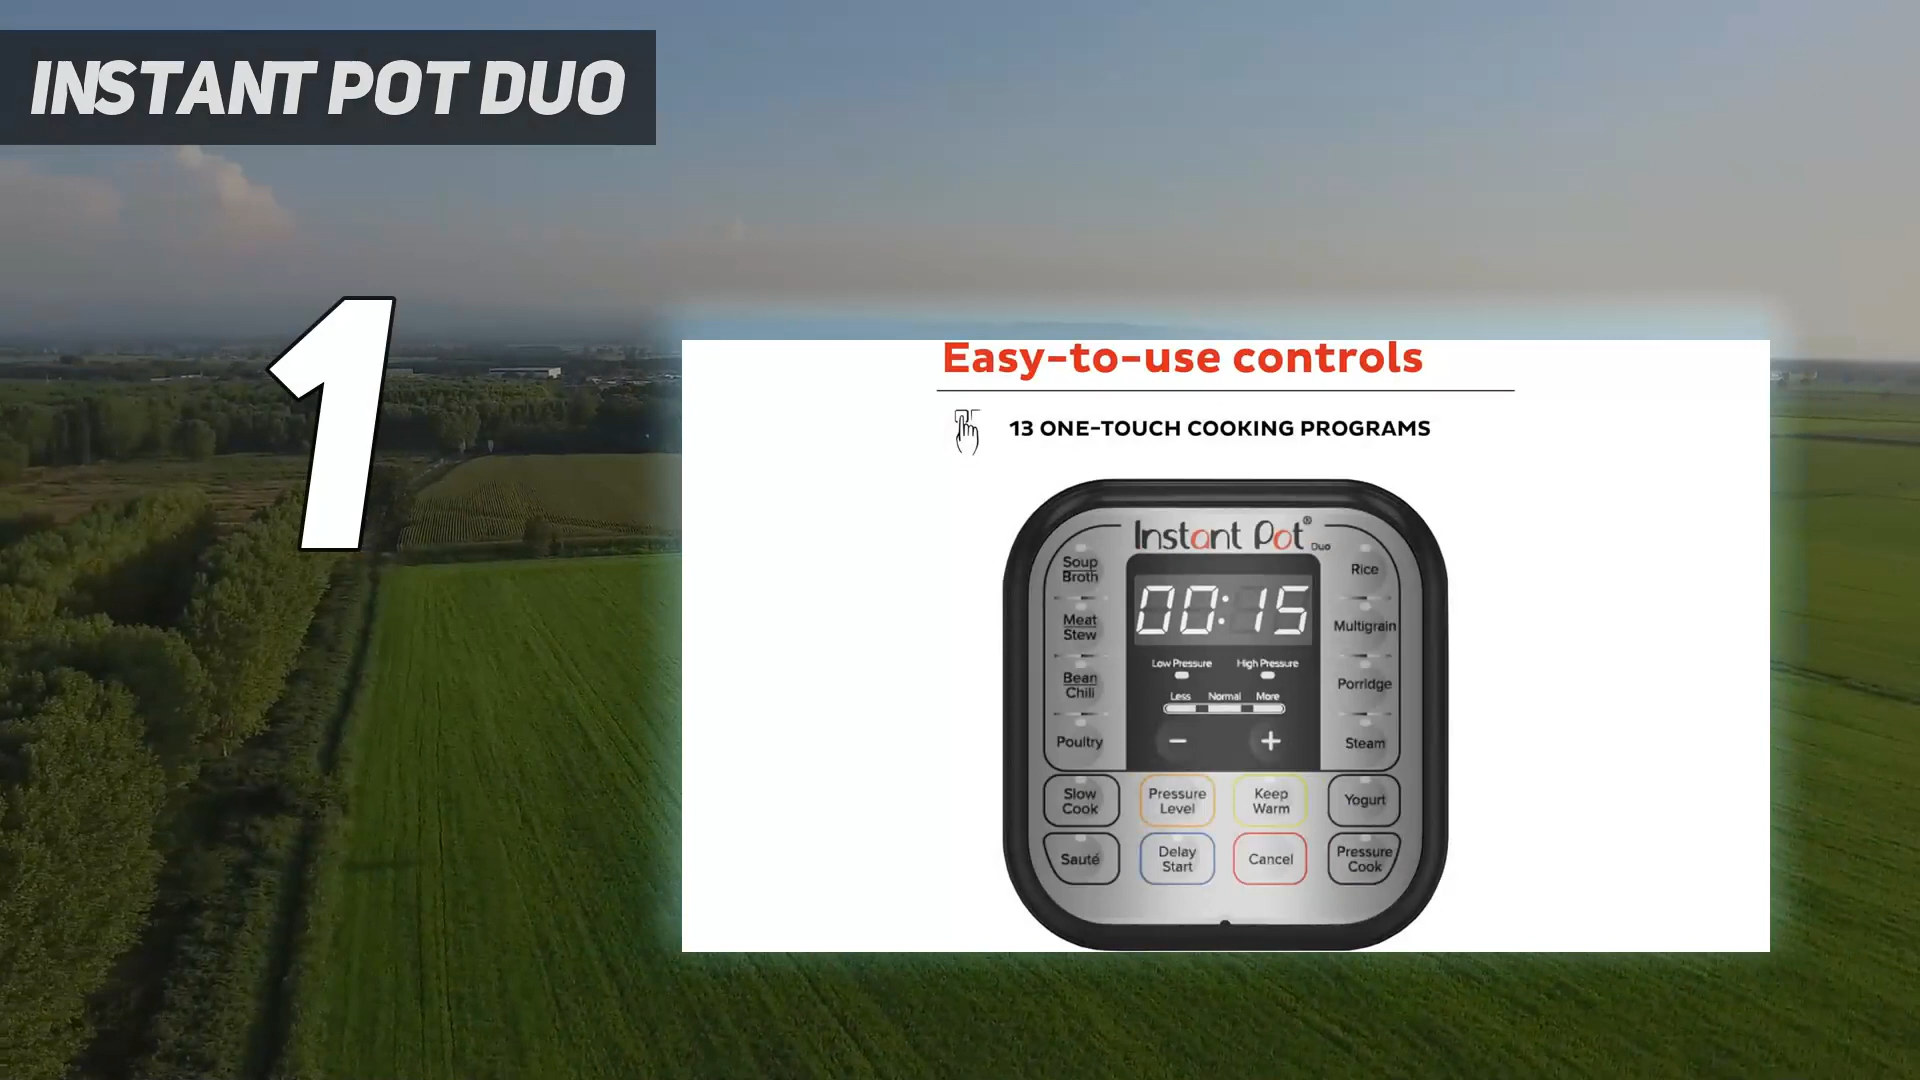 INSTANT POT DUO
1
Easy-to-use controls
13 ONE-TOUCH COOKING PROGRAMS
Instant Pot® Duo
00:15
Low Pressure High Pressure
Less Normal More
− +
Soup
Broth
Meat
Stew
Bean
Chili
Poultry
Rice
Multigrain
Porridge
Steam
Slow
Cook
Pressure
Level
Keep
Warm
Yogurt
Sauté
Delay
Start
Cancel
Pressure
Cook